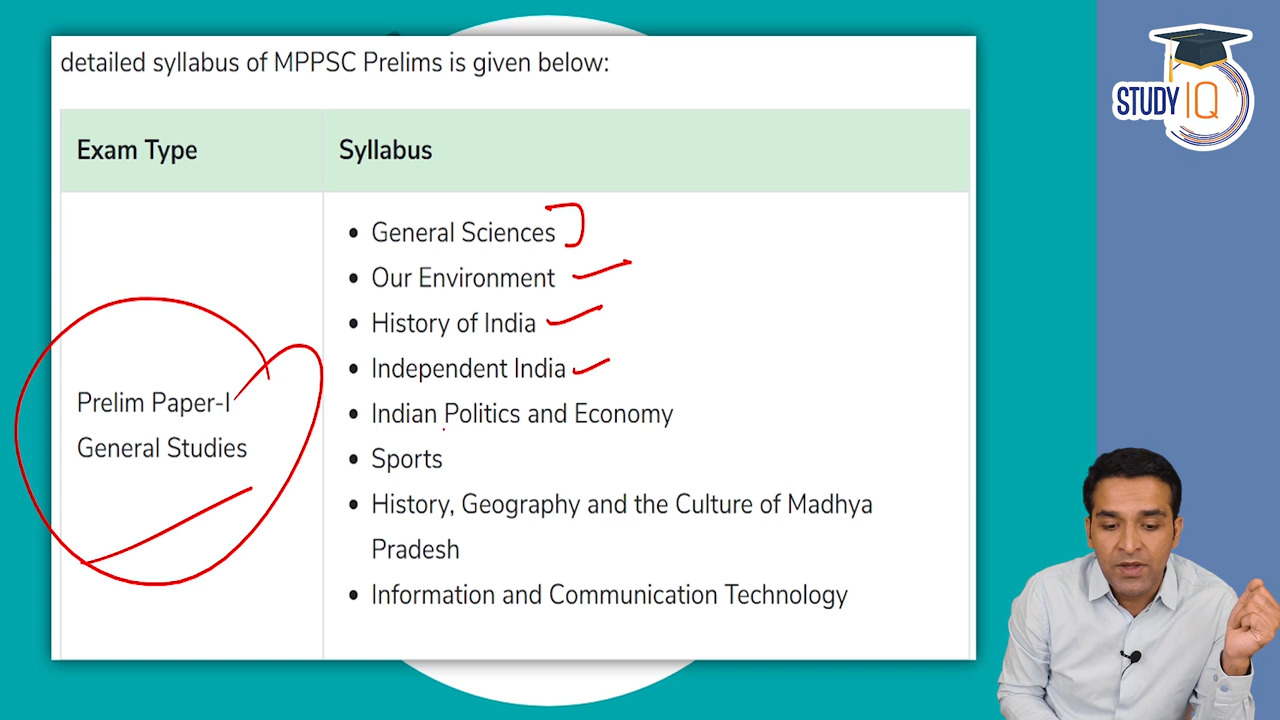 detailed syllabus of MPPSC Prelims is given below:
Exam Type
Syllabus
Prelim Paper-I
General Studies
• General Sciences
• Our Environment
• History of India
• Independent India
• Indian Politics and Economy
• Sports
• History, Geography and the Culture of Madhya
Pradesh
• Information and Communication Technology
STUDY IQ